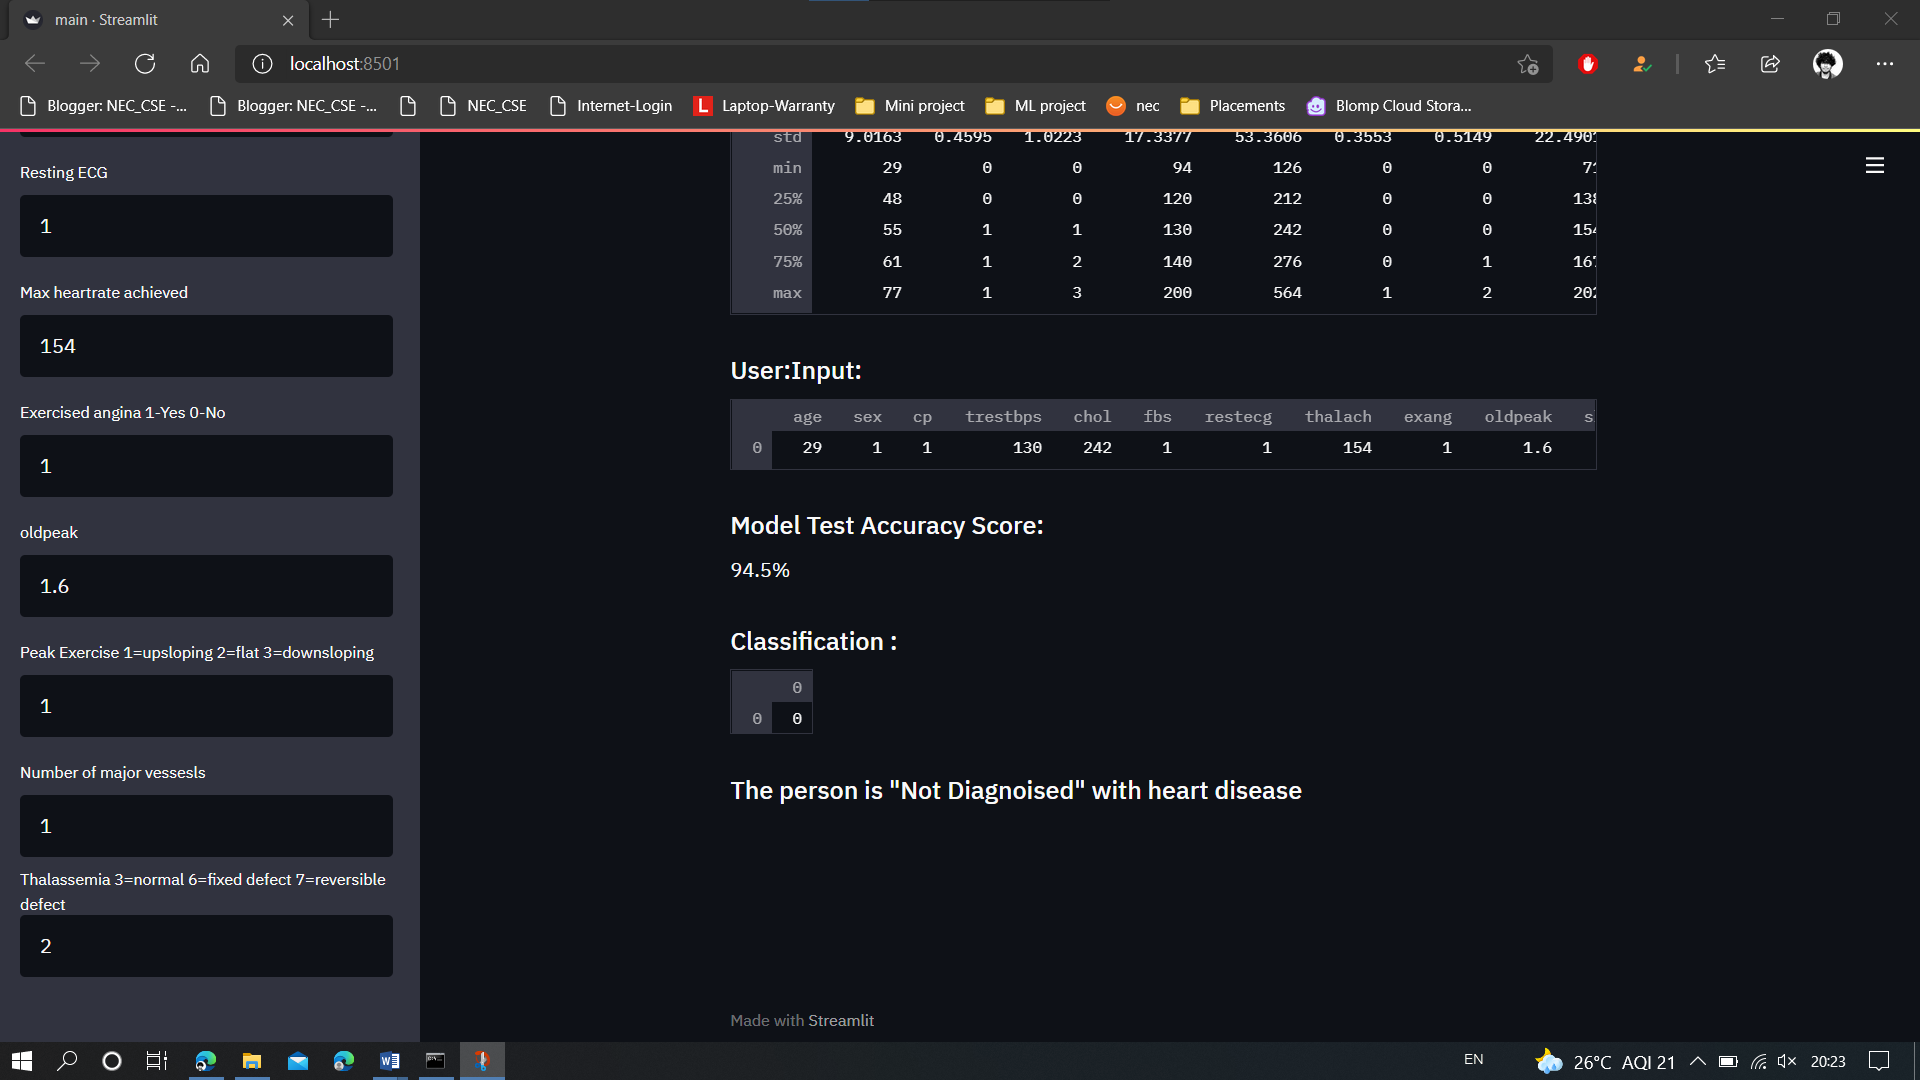 main · Streamlit
localhost:8501
Blogger: NEC_CSE -... Blogger: NEC_CSE -... NEC_CSE Internet-Login L Laptop-Warranty Mini project ML project nec Placements Blomp Cloud Stora...
Resting ECG
1
Max heartrate achieved
154
Exercised angina 1-Yes 0-No
1
oldpeak
1.6
Peak Exercise 1=upsloping 2=flat 3=downsloping
1
Number of major vessesls
1
Thalassemia 3=normal 6=fixed defect 7=reversible
defect
2
std 9.0163 0.4595 1.0223 17.3377 53.3606 0.3553 0.5149 22.490
min 29 0 0 94 126 0 0 71
25% 48 0 0 120 212 0 0 138
50% 55 1 1 130 242 0 0 154
75% 61 1 2 140 276 0 1 167
max 77 1 3 200 564 1 2 202
User:Input:
age sex cp trestbps chol fbs restecg thalach exang oldpeak s
0 29 1 1 130 242 1 1 154 1 1.6
Model Test Accuracy Score:
94.5%
Classification :
0
0 0
The person is "Not Diagnoised" with heart disease
Made with Streamlit
EN 26°C AQI 21 20:23